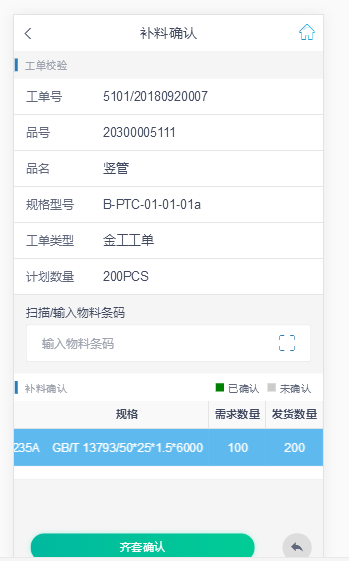 补料确认
工单校验
工单号 5101/20180920007
品号 20300005111
品名 竖管
规格型号 B-PTC-01-01-01a
工单类型 金工工单
计划数量 200PCS
扫描/输入物料条码
输入物料条码
补料确认 已确认 未确认
规格 需求数量 发货数量
235A GB/T 13793/50*25*1.5*6000 100 200
齐套确认